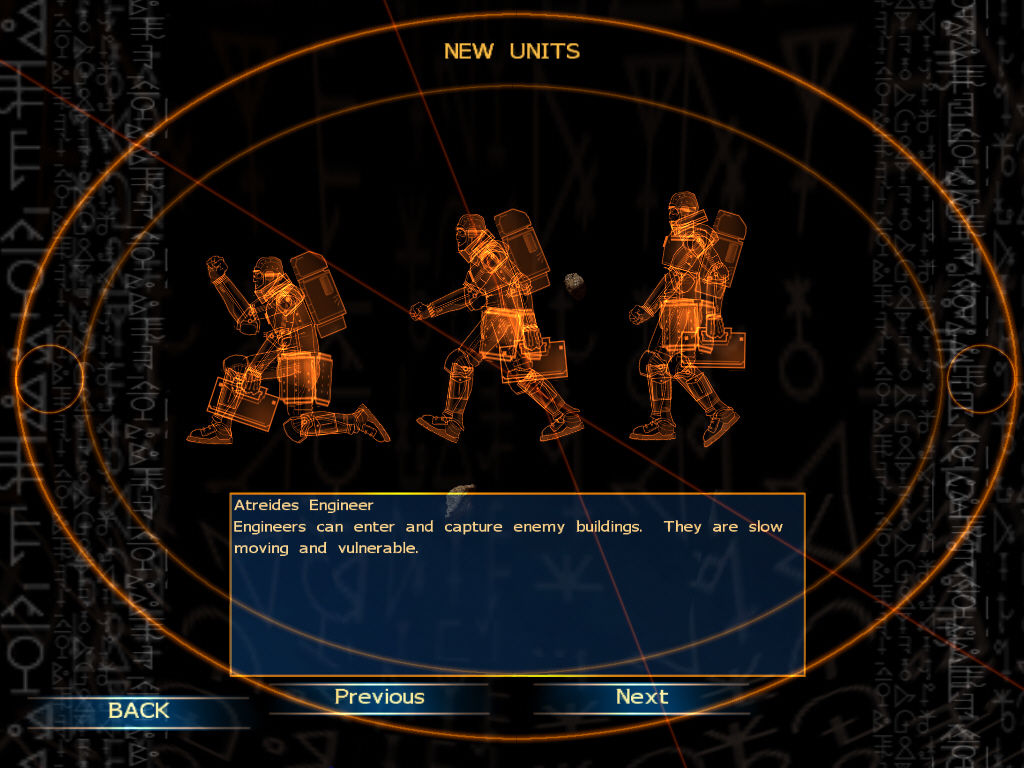 NEW UNITS
Atreides Engineer
Engineers can enter and capture enemy buildings. They are slow
moving and vulnerable.
Previous
Next
BACK